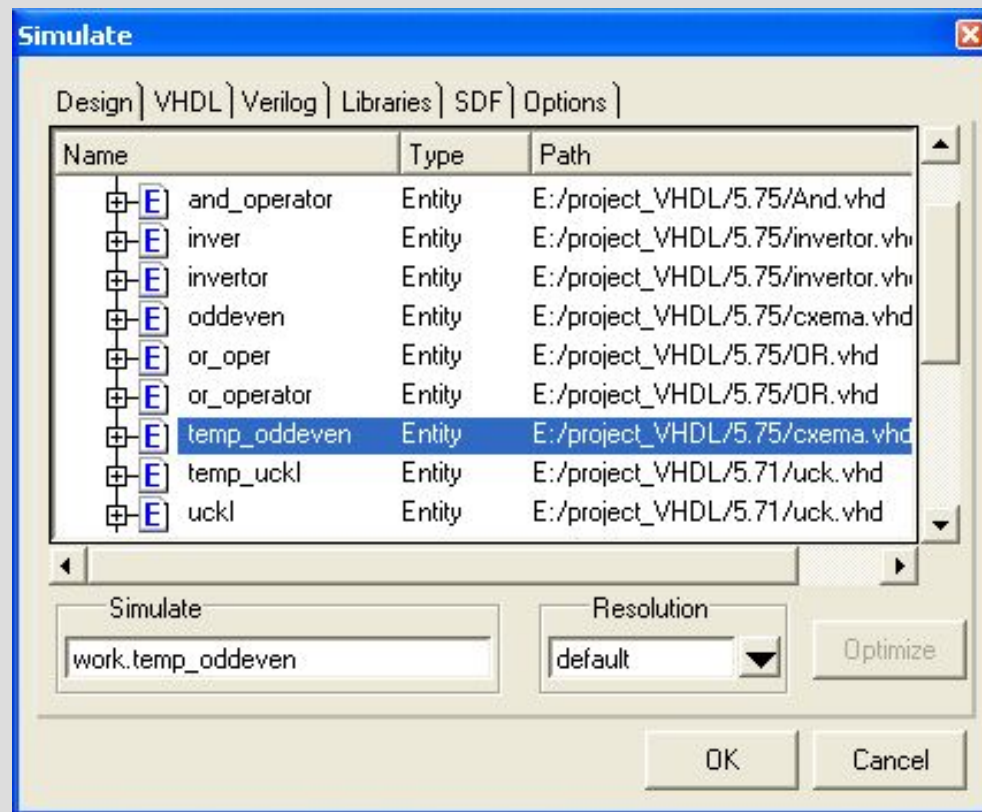 Simulate
Design VHDL Verilog Libraries SDF Options
Name Type Path
E and_operator Entity E:/project_VHDL/5.75/And.vhd
E inver Entity E:/project_VHDL/5.75/invertor.vh
E invertor Entity E:/project_VHDL/5.75/invertor.vh
E oddeven Entity E:/project_VHDL/5.75/cxema.vhd
E or_oper Entity E:/project_VHDL/5.75/OR.vhd
E or_operator Entity E:/project_VHDL/5.75/OR.vhd
E temp_oddeven Entity E:/project_VHDL/5.75/cxema.vhd
E temp_uckl Entity E:/project_VHDL/5.71/uck.vhd
E uckl Entity E:/project_VHDL/5.71/uck.vhd
Simulate Resolution
work.temp_oddeven default Optimize
OK Cancel